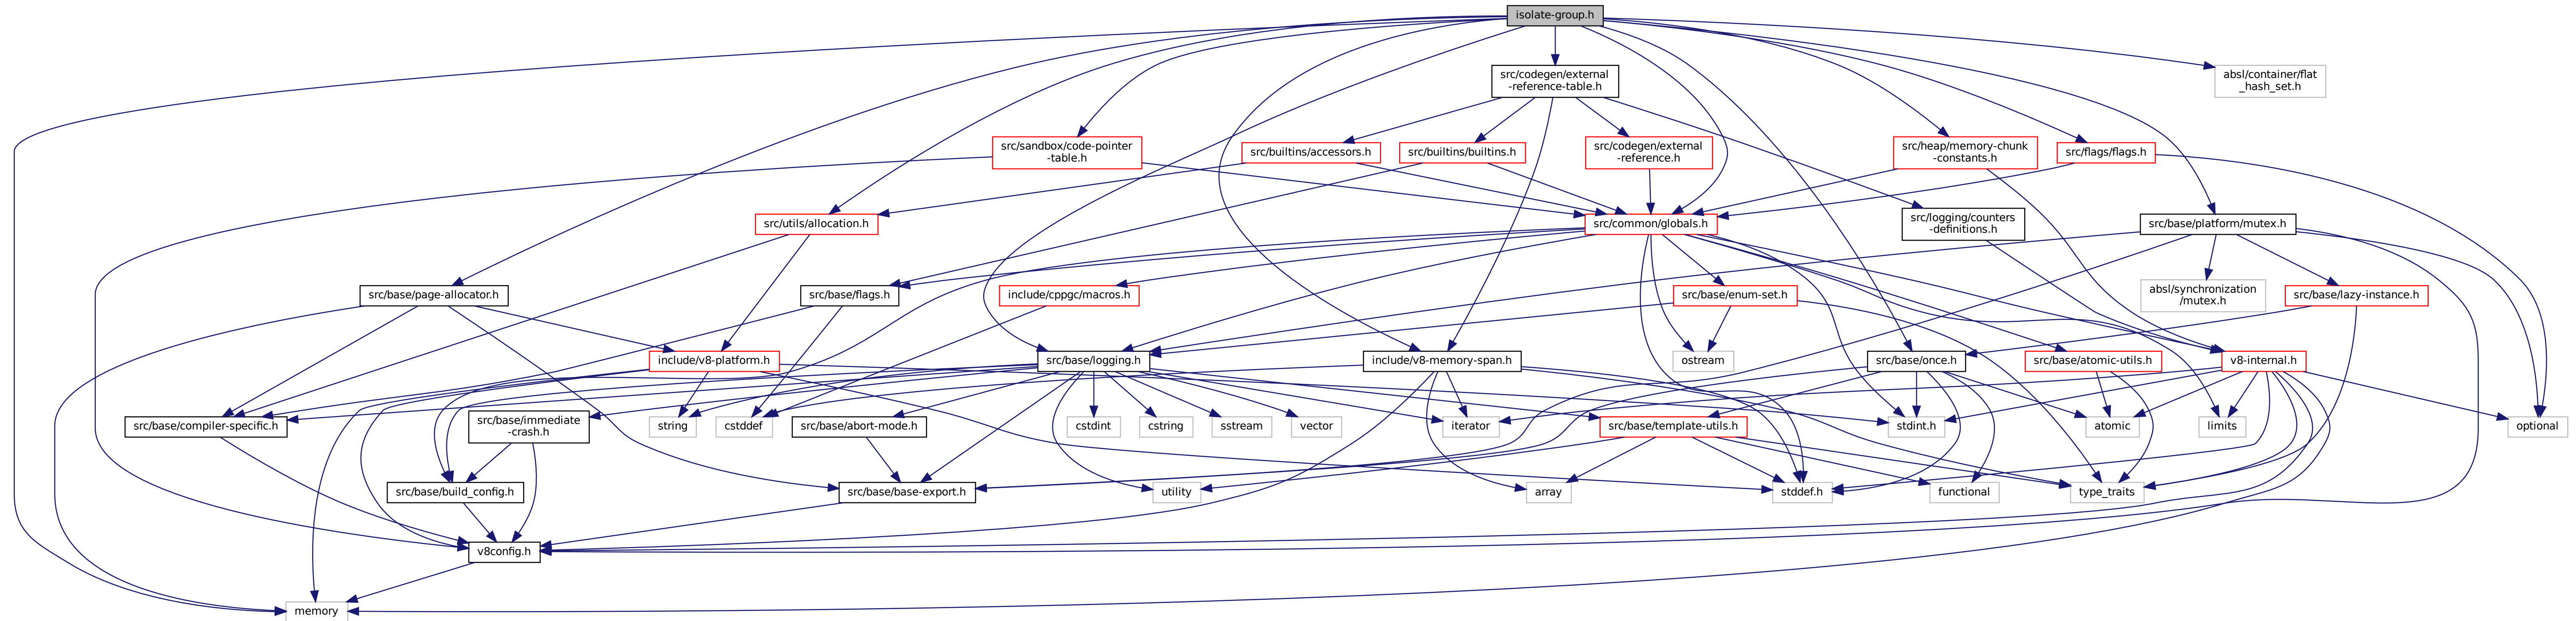 isolate-group.h
src/codegen/external
-reference-table.h
absl/container/flat
_hash_set.h
src/sandbox/code-pointer
-table.h
src/builtins/accessors.h
src/builtins/builtins.h
src/codegen/external
-reference.h
src/heap/memory-chunk
-constants.h
src/flags/flags.h
src/utils/allocation.h
src/common/globals.h
src/logging/counters
-definitions.h
src/base/platform/mutex.h
src/base/page-allocator.h
src/base/flags.h
include/cppgc/macros.h
src/base/enum-set.h
absl/synchronization
/mutex.h
src/base/lazy-instance.h
include/v8-platform.h
src/base/logging.h
include/v8-memory-span.h
ostream
src/base/once.h
src/base/atomic-utils.h
v8-internal.h
src/base/compiler-specific.h
src/base/immediate
-crash.h
string
cstddef
src/base/abort-mode.h
cstdint
cstring
sstream
vector
iterator
src/base/template-utils.h
stdint.h
atomic
limits
optional
src/base/build_config.h
src/base/base-export.h
utility
array
stddef.h
functional
type_traits
v8config.h
memory